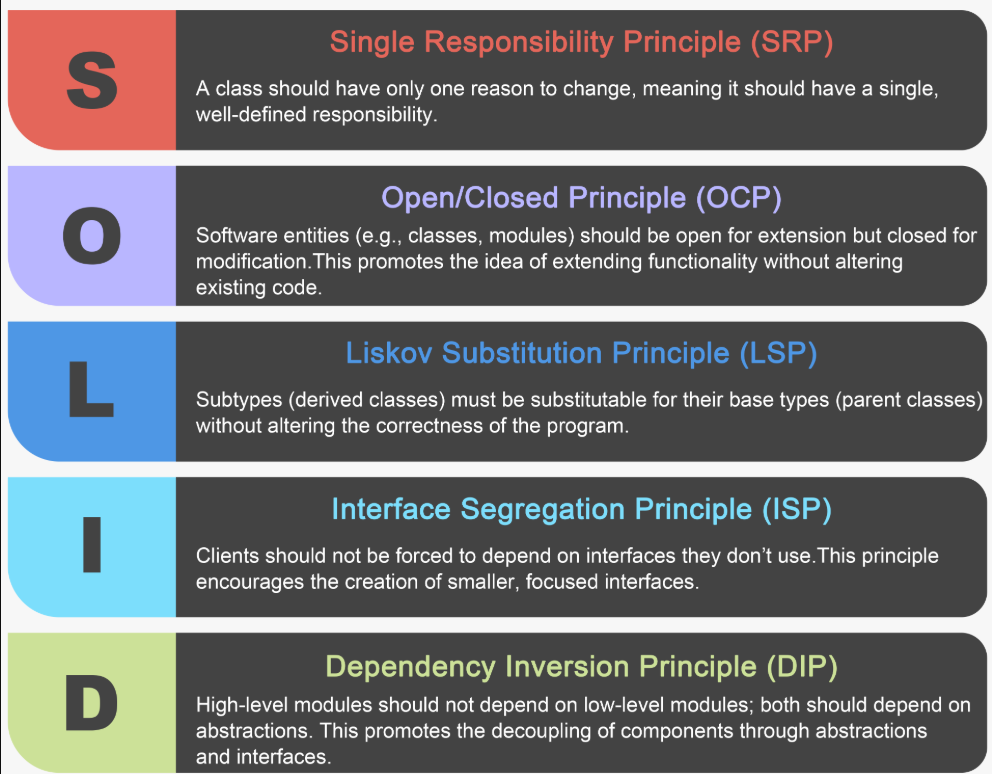 S
Single Responsibility Principle (SRP)
A class should have only one reason to change, meaning it should have a single,
well-defined responsibility.
O
Open/Closed Principle (OCP)
Software entities (e.g., classes, modules) should be open for extension but closed for
modification.This promotes the idea of extending functionality without altering
existing code.
L
Liskov Substitution Principle (LSP)
Subtypes (derived classes) must be substitutable for their base types (parent classes)
without altering the correctness of the program.
I
Interface Segregation Principle (ISP)
Clients should not be forced to depend on interfaces they don’t use.This principle
encourages the creation of smaller, focused interfaces.
D
Dependency Inversion Principle (DIP)
High-level modules should not depend on low-level modules; both should depend on
abstractions. This promotes the decoupling of components through abstractions
and interfaces.